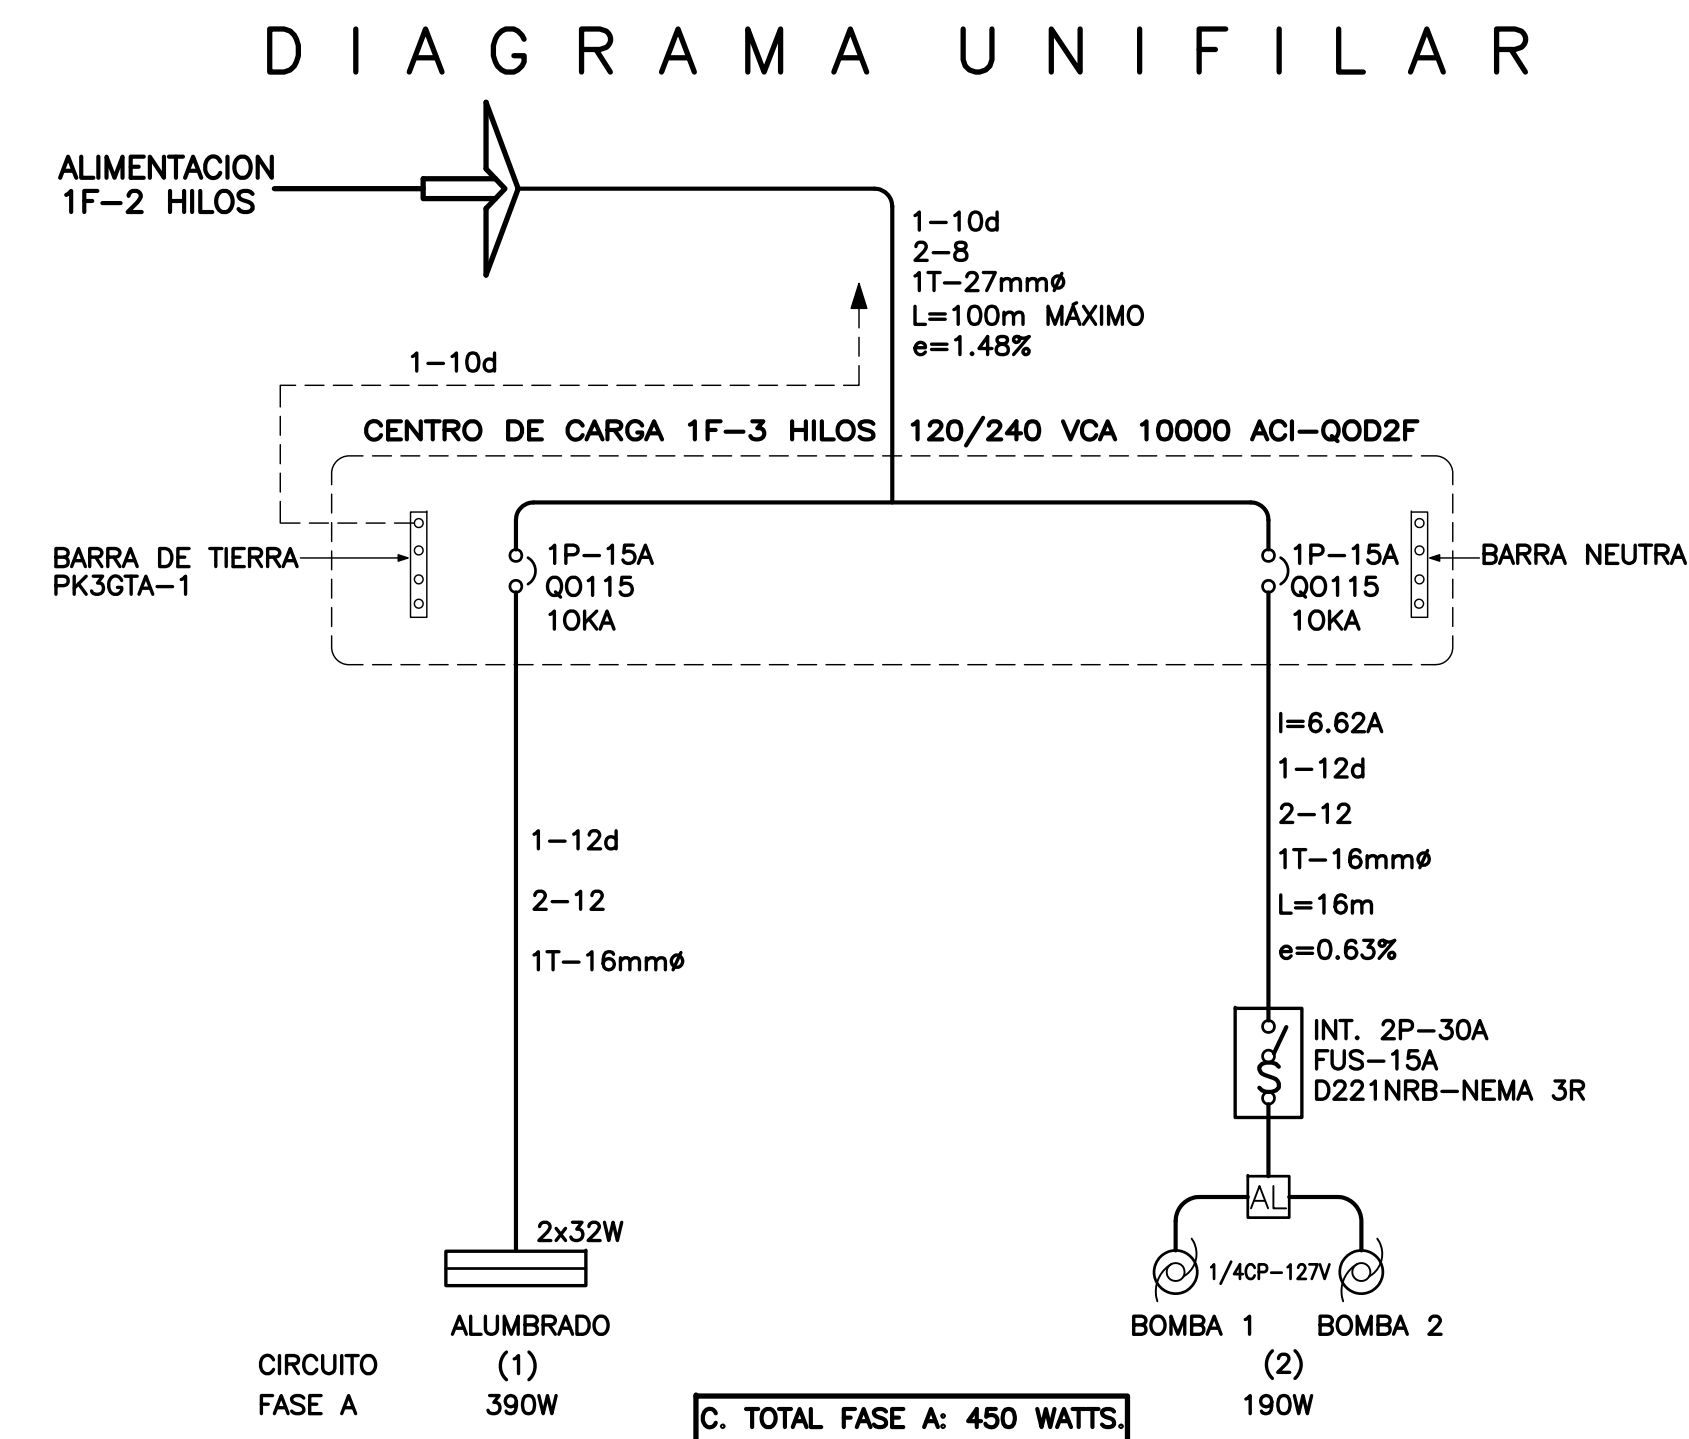 DIAGRAMA UNIFILAR
ALIMENTACION
1F-2 HILOS
1-10d
2-8
1T-27mmø
L=100m MÁXIMO
e=1.48%
1-10d
CENTRO DE CARGA 1F-3 HILOS 120/240 VCA 10000 ACI-QOD2F
BARRA DE TIERRA
PK3GTA-1
1P-15A
QO115
10KA
1P-15A
QO115
10KA
BARRA NEUTRA
I=6.62A
1-12d
2-12
1T-16mmø
L=16m
e=0.63%
1-12d
2-12
1T-16mmø
INT. 2P-30A
FUS-15A
D221NRB-NEMA 3R
AL
2x32W
1/4CP-127V
ALUMBRADO
BOMBA 1
BOMBA 2
CIRCUITO (1) (2)
FASE A 390W 190W
C. TOTAL FASE A: 450 WATTS.